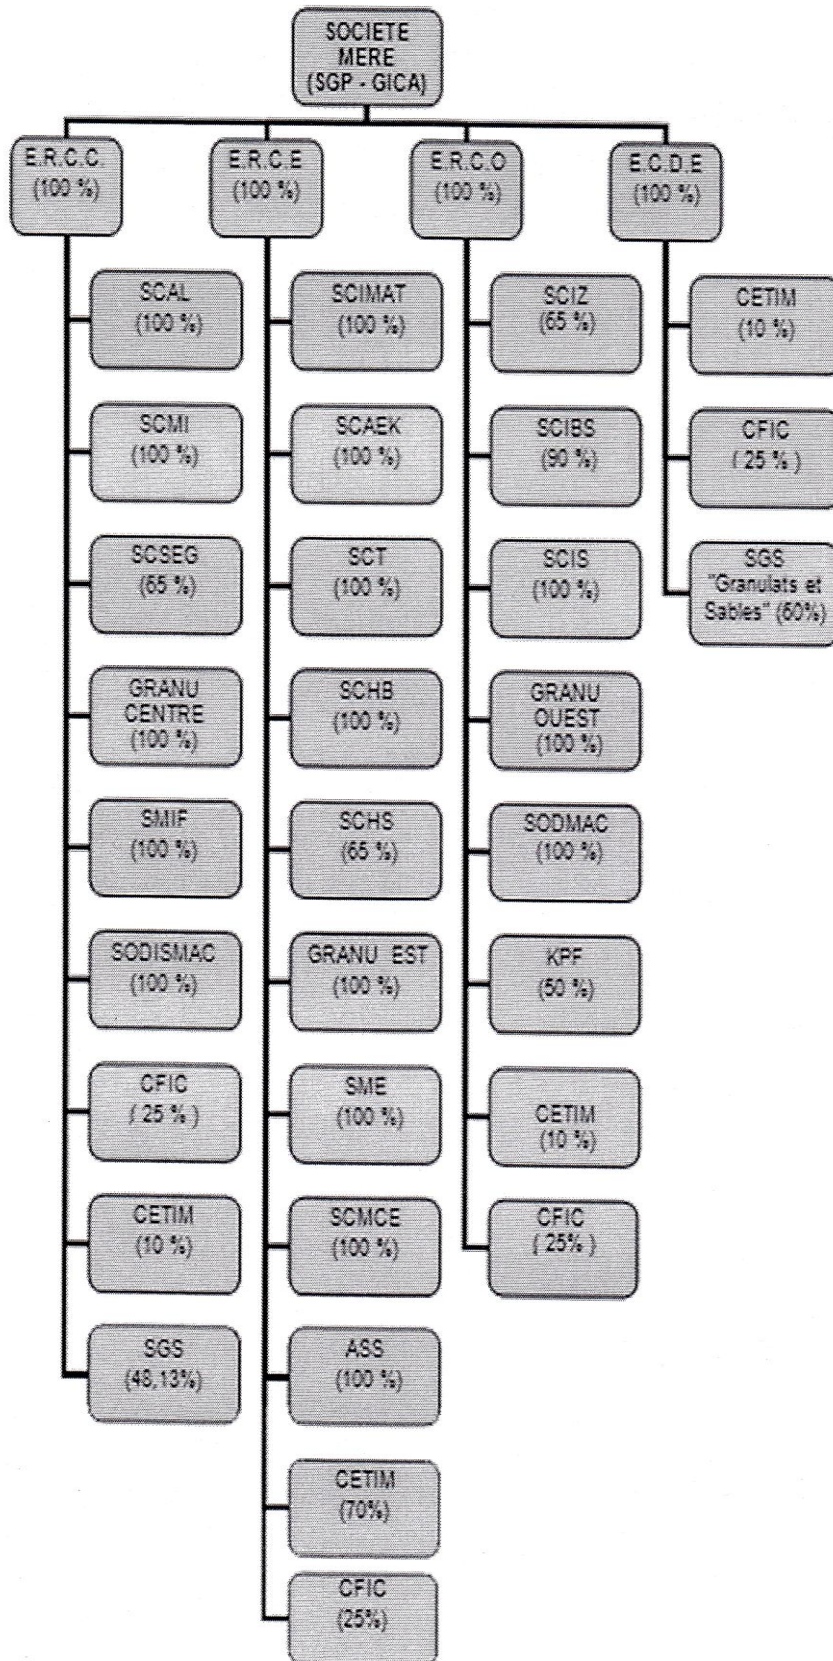 SOCIETE
MERE
(SGP - GICA)
E.R.C.C.
(100 %)
E.R.C.E
(100 %)
E.R.C.O
(100 %)
E.C.D.E
(100 %)
SCAL
(100 %)
SCMI
(100 %)
SCSEG
(65 %)
GRANU
CENTRE
(100 %)
SMIF
(100 %)
SODISMAC
(100 %)
CFIC
( 25 % )
CETIM
(10 %)
SGS
(48,13%)
SCIMAT
(100 %)
SCAEK
(100 %)
SCT
(100 %)
SCHB
(100 %)
SCHS
(65 %)
GRANU EST
(100 %)
SME
(100 %)
SCMCE
(100 %)
ASS
(100 %)
CETIM
(70%)
CFIC
(25%)
SCIZ
(65 %)
SCIBS
(90 %)
SCIS
(100 %)
GRANU
OUEST
(100 %)
SODMAC
(100 %)
KPF
(50 %)
CETIM
(10 %)
CFIC
( 25% )
CETIM
(10 %)
CFIC
( 25 % )
SGS
"Granulats et
Sables"